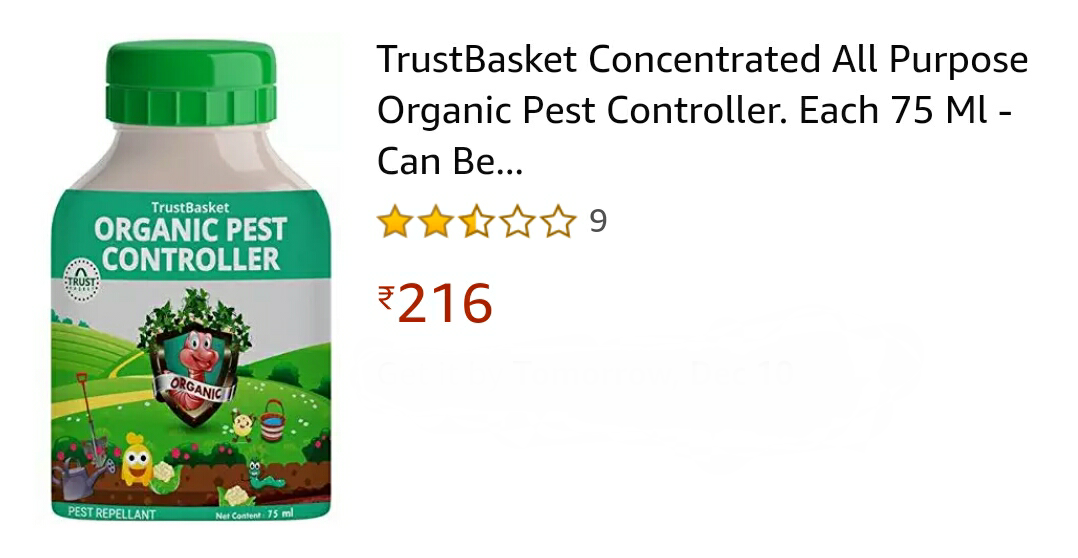 TrustBasket
ORGANIC PEST
CONTROLLER
TRUST
ORGANIC
PEST REPELLANT
Net Content : 75 ml
TrustBasket Concentrated All Purpose
Organic Pest Controller. Each 75 Ml -
Can Be...
9
₹216